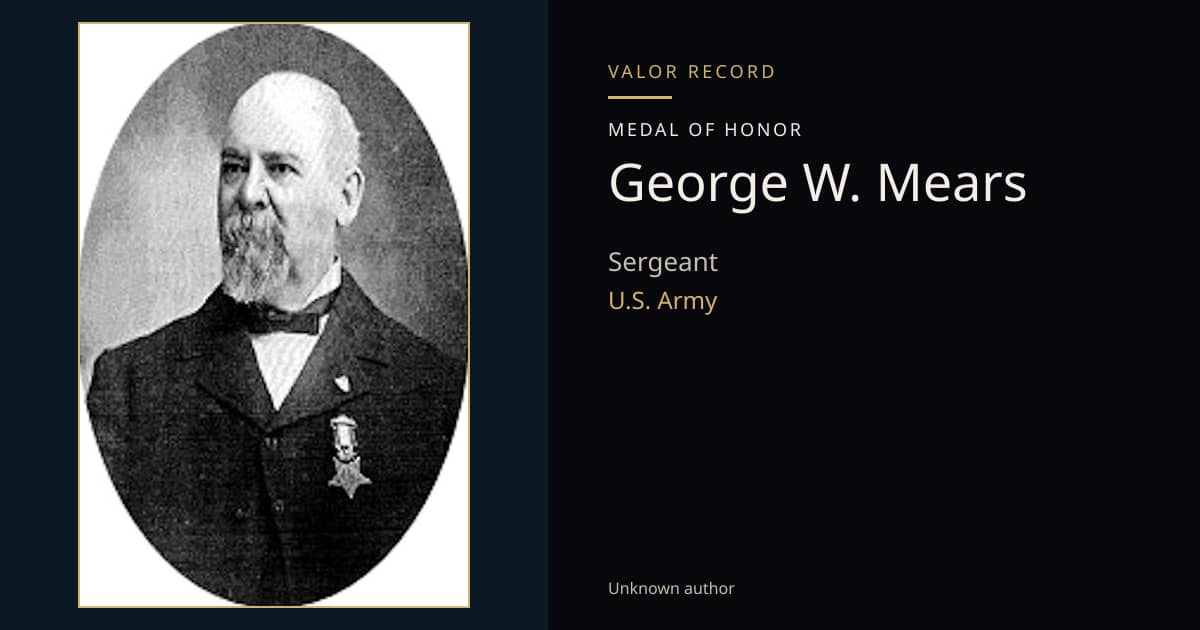 VALOR RECORD
MEDAL OF HONOR
George W. Mears
Sergeant
U.S. Army
Unknown author